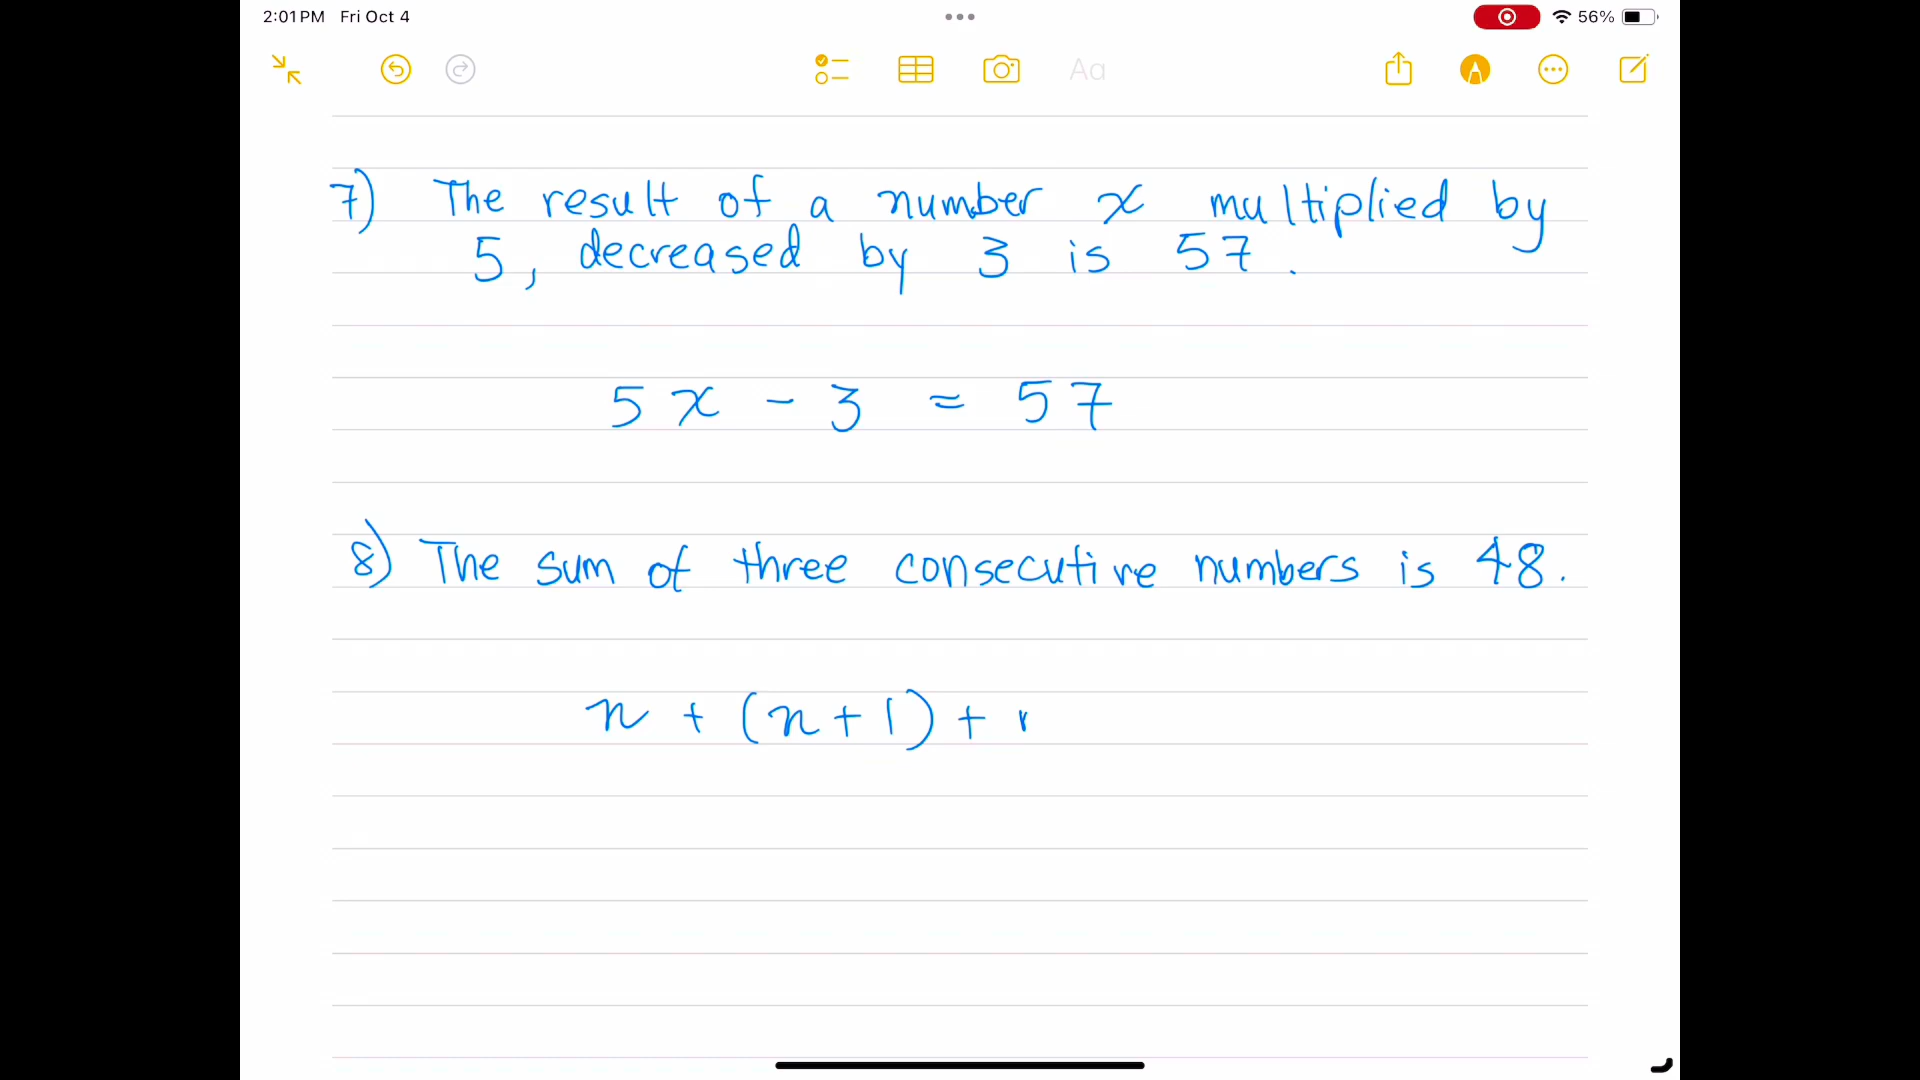 2:01 PM Fri Oct 4
56%
Aa
7) The result of a number x multiplied by
5, decreased by 3 is 57.
5x - 3 = 57
8) The sum of three consecutive numbers is 48.
n + (n+1) +